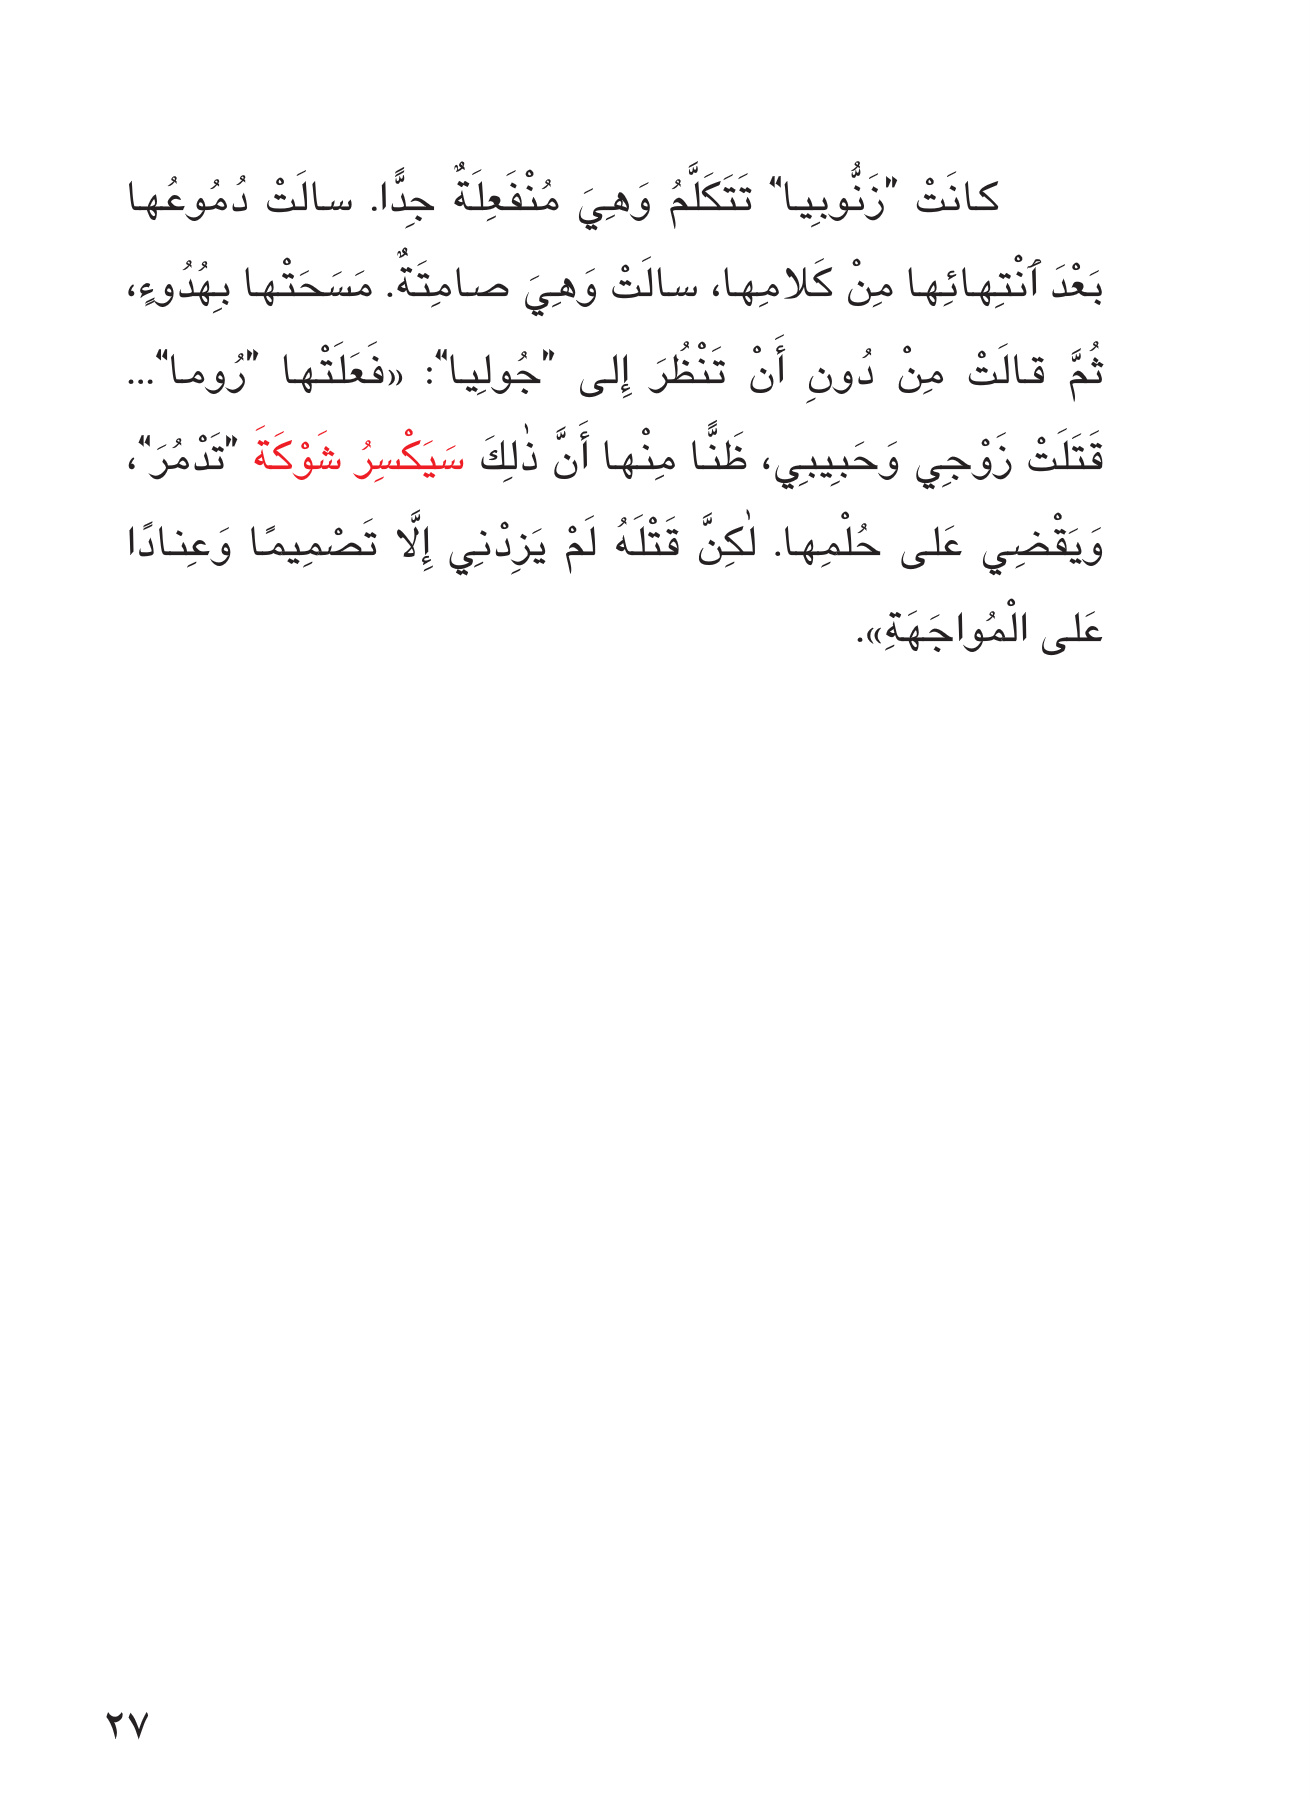 كانَتْ "زَنُّوبِيا" تَتَكَلَّمُ وَهِيَ مُنْفَعِلَةٌ جِدًّا. سالَتْ دُمُوعُها
بَعْدَ ٱنْتِهائِها مِنْ كَلامِها، سالَتْ وَهِيَ صامِتَةٌ. مَسَحَتْها بِهُدُوءٍ،
ثُمَّ قالَتْ مِنْ دُونِ أَنْ تَنْظُرَ إِلى "جُولِيا": «فَعَلَتْها "رُوما"...
قَتَلَتْ زَوْجِي وَحَبِيبِي، ظَنًّا مِنْها أَنَّ ذٰلِكَ سَيَكْسِرُ شَوْكَةَ "تَدْمُرَ"،
وَيَقْضِي عَلى حُلْمِها. لٰكِنَّ قَتْلَهُ لَمْ يَزِدْنِي إِلَّا تَصْمِيمًا وَعِنادًا
عَلى الْمُواجَهَةِ».
٢٧